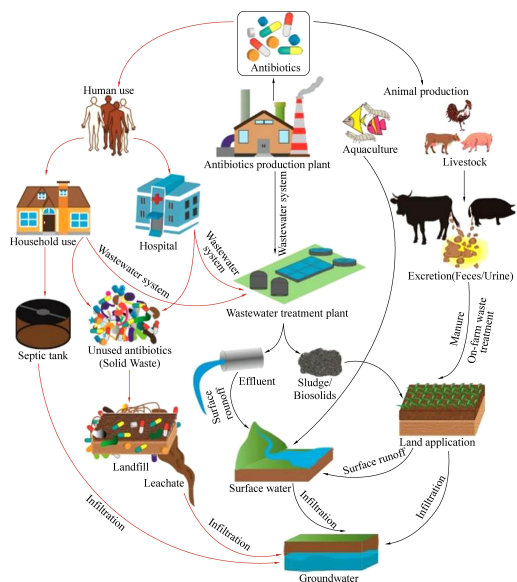 Antibiotics
Human use
Animal production
Aquaculture
Livestock
Antibiotics production plant
Household use
Hospital
Wastewater system
Wastewater
system
Wastewater system
Excretion(Feces/Urine)
Wastewater treatment plant
Septic tank
Unused antibiotics
(Solid Waste)
Manure
On-farm waste
treatment
Effluent
Sludge/
Biosolids
Surface
rounoff
Land application
Landfill
Leachate
Surface water
Surface runoff
Infiltration
Infiltration
Infiltration
Infiltration
Groundwater